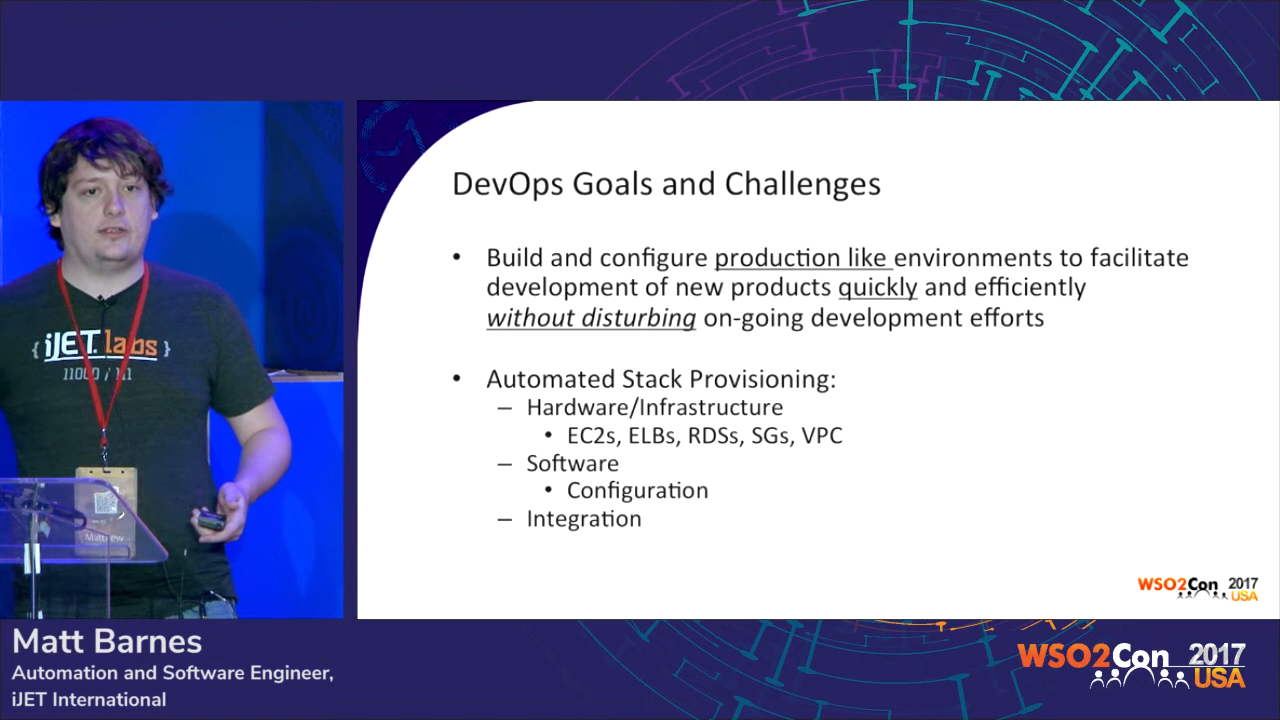 DevOps Goals and Challenges
• Build and configure production like environments to facilitate
development of new products quickly and efficiently
without disturbing on-going development efforts
• Automated Stack Provisioning:
– Hardware/Infrastructure
• EC2s, ELBs, RDSs, SGs, VPC
– Software
• Configuration
– Integration
WSO2Con 2017
USA
{ iJET labs }
Matthew
Matt Barnes
Automation and Software Engineer,
iJET International
WSO2Con 2017
USA